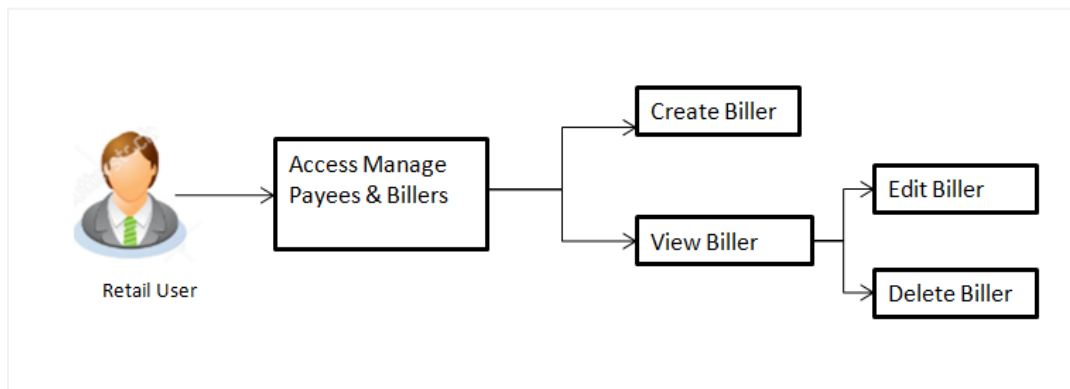 Create Biller
Access Manage
Payees & Billers
Edit Biller
View Biller
Retail User
Delete Biller